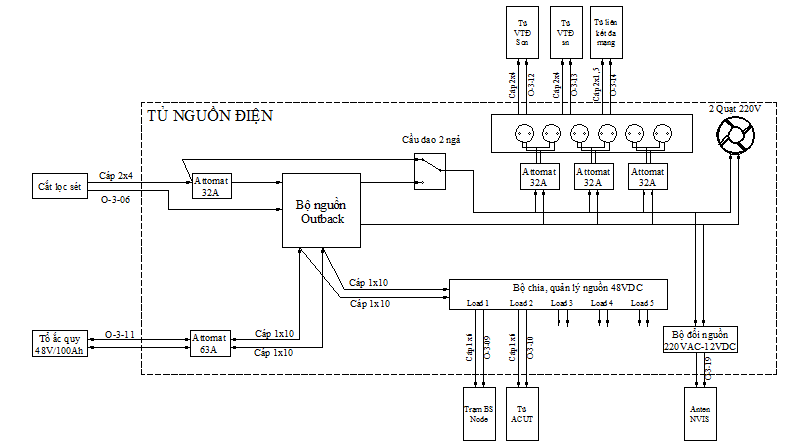 Tủ
VTĐ
Son
Tủ
VTĐ
sn
Tủ liên
kết đa
mạng
Cáp 2x4
O-3-12
Cáp 2x4
O-3-13
Cáp 2x1,5
O-3-14
TỦ NGUỒN ĐIỆN
2 Quạt 220V
Cầu dao 2 ngả
Cắt lọc sét
Cáp 2x4
O-3-06
Attomat
32A
Bộ nguồn
Outback
Attomat
32A
Attomat
32A
Attomat
32A
Cáp 1x10
Cáp 1x10
Bộ chia, quản lý nguồn 48VDC
Load 1
Load 2
Load 3
Load 4
Load 5
Tổ ắc quy
48V/100Ah
O-3-11
Attomat
63A
Cáp 1x10
Cáp 1x10
Cáp 1x6
O-3-09
Cáp 1x6
O-3-10
Bộ đổi nguồn
220VAC-12VDC
O-3-19
Trạm BS
Node
Tủ
ACUT
Anten
NVIS